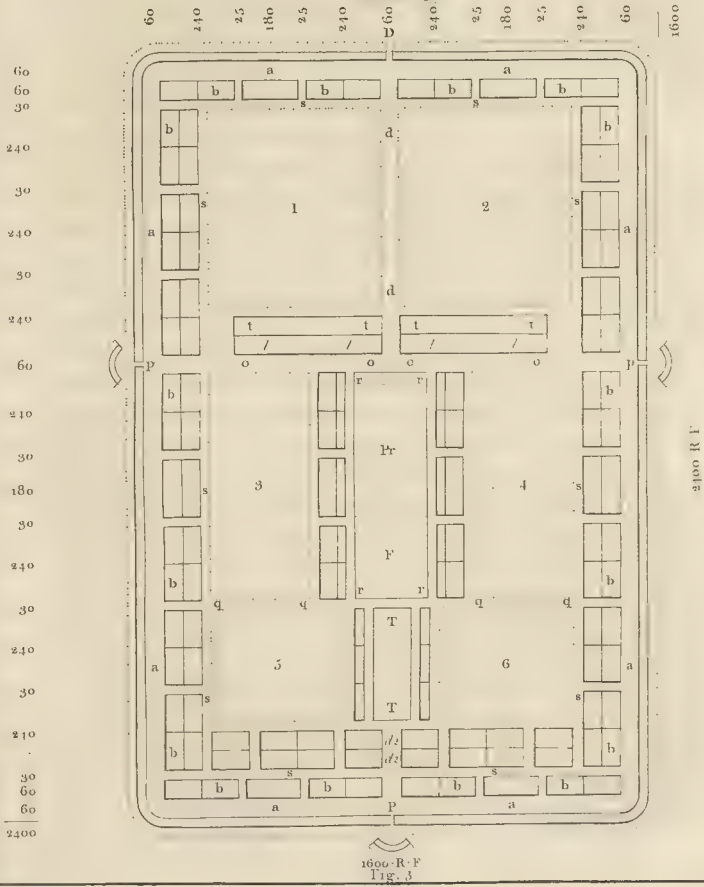 60 240 25 180 25 240 60 240 25 180 25 240 60 1600
D
60 a a
60 b b b b
30 s s
b d b
240
30
s 1 2 s
240 a a
30
d
240 t t t t
l l l l
60 p o o o o p
b r r b
240
Pr
30
180 s 3 4 s
2400 R F
30
240 F
b r r b
30 q q q q
T
240 a 5 6 a
30 s s
T
240 d2
b d2 b
30 s s
60 b b b b
60 a P a
2400
1600·R·F
Fig. 3